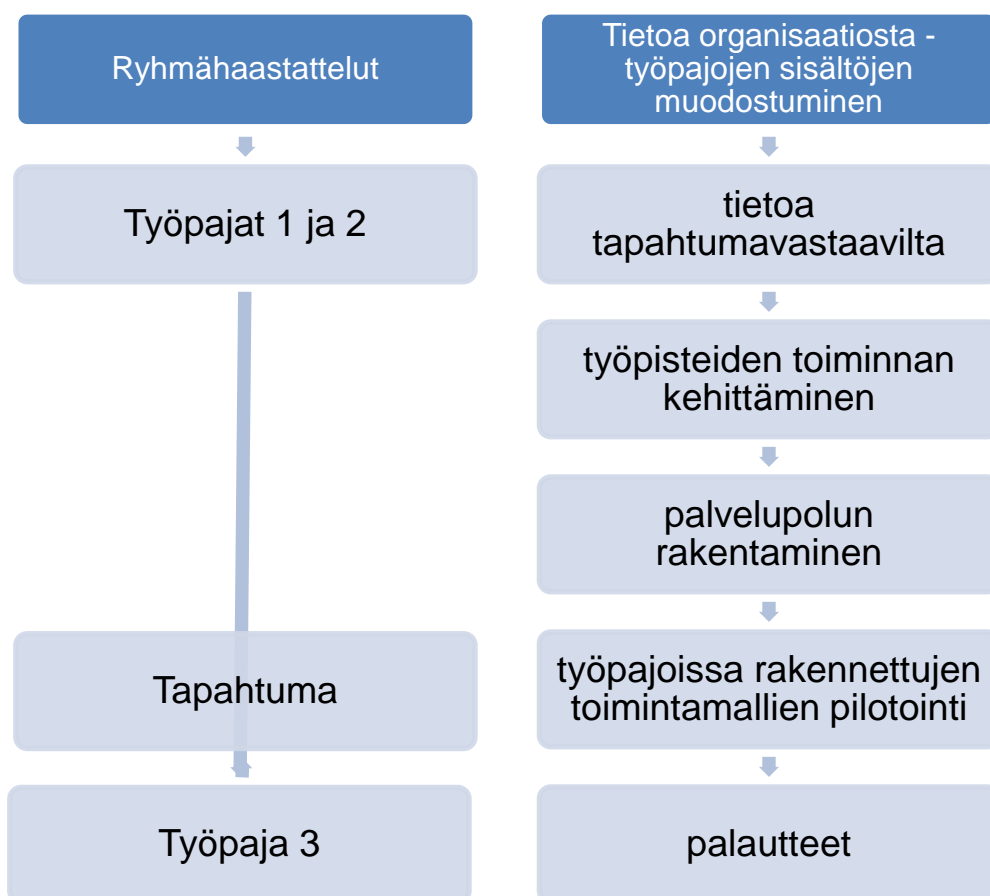 Ryhmähaastattelut
Työpajat 1 ja 2
Tapahtuma
Työpaja 3
Tietoa organisaatiosta -
työpajojen sisältöjen
muodostuminen
tietoa
tapahtumavastaavilta
työpisteiden toiminnan
kehittäminen
palvelupolun
rakentaminen
työpajoissa rakennettujen
toimintamallien pilotointi
palautteet